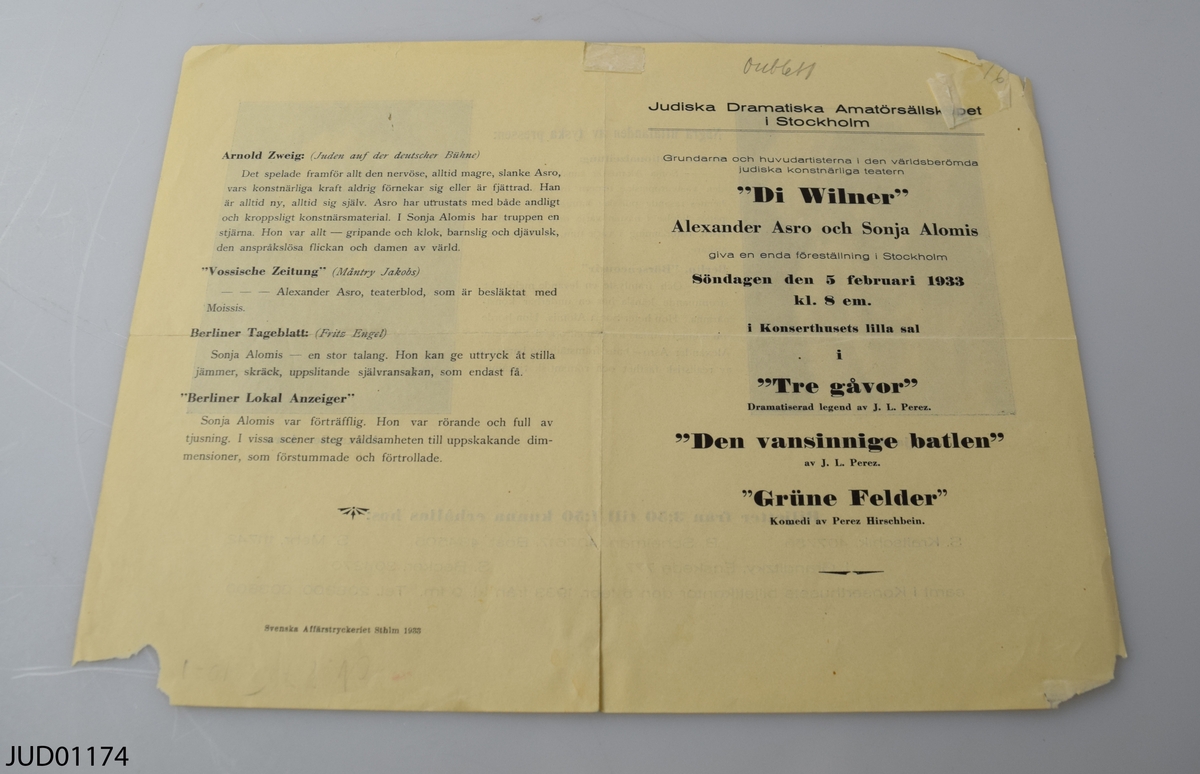 Arnold Zweig: (Juden auf der deutscher Bühne)
Det spelade framför allt den nervöse, alltid magre, slanke Asro,
vars konstnärliga kraft aldrig förnekar sig eller är fjättrad. Han
är alltid ny, alltid sig själv. Asro har utrustats med både andligt
och kroppsligt konstnärsmaterial. I Sonja Alomis har truppen en
stjärna. Hon var allt — gripande och klok, barnslig och djävulsk,
den anspråkslösa flickan och damen av värld.
"Vossische Zeitung" (Måntry Jakobs)
— — — Alexander Asro, teaterblod, som är besläktat med
Moissis.
Berliner Tageblatt: (Fritz Engel)
Sonja Alomis — en stor talang. Hon kan ge uttryck åt stilla
jämmer, skräck, uppslitande självransakan, som endast få.
"Berliner Lokal Anzeiger"
Sonja Alomis var förträfflig. Hon var rörande och full av
tjusning. I vissa scener steg våldsamheten till uppskakande dim-
mensioner, som förstummade och förtrollade.
Svenska Affärstryckeriet Sthlm 1933
Dublett
Judiska Dramatiska Amatörsällskapet
i Stockholm
Grundarna och huvudartisterna i den världsberömda
judiska konstnärliga teatern
"Di Wilner"
Alexander Asro och Sonja Alomis
giva en enda föreställning i Stockholm
Söndagen den 5 februari 1933
kl. 8 em.
i Konserthusets lilla sal
i
"Tre gåvor"
Dramatiserad legend av J. L. Perez.
"Den vansinnige batlen"
av J. L. Perez.
"Grüne Felder"
Komedi av Perez Hirschbein.
JUD01174